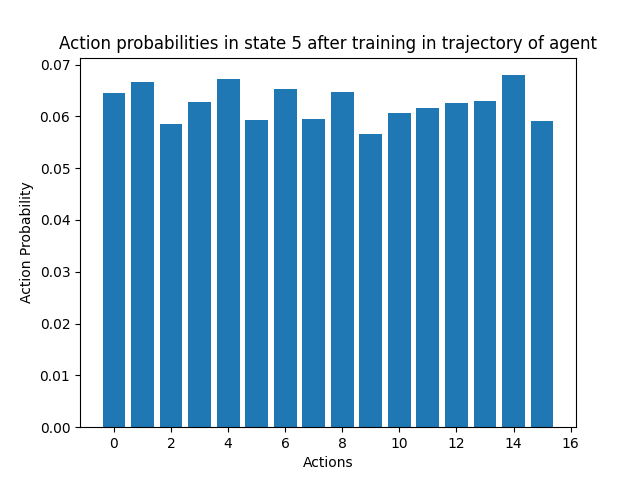 Action probabilities in state 5 after training in trajectory of agent
0.07
0.06
0.05
0.04
0.03
0.02
0.01
0.00
Action Probability
0 2 4 6 8 10 12 14 16
Actions